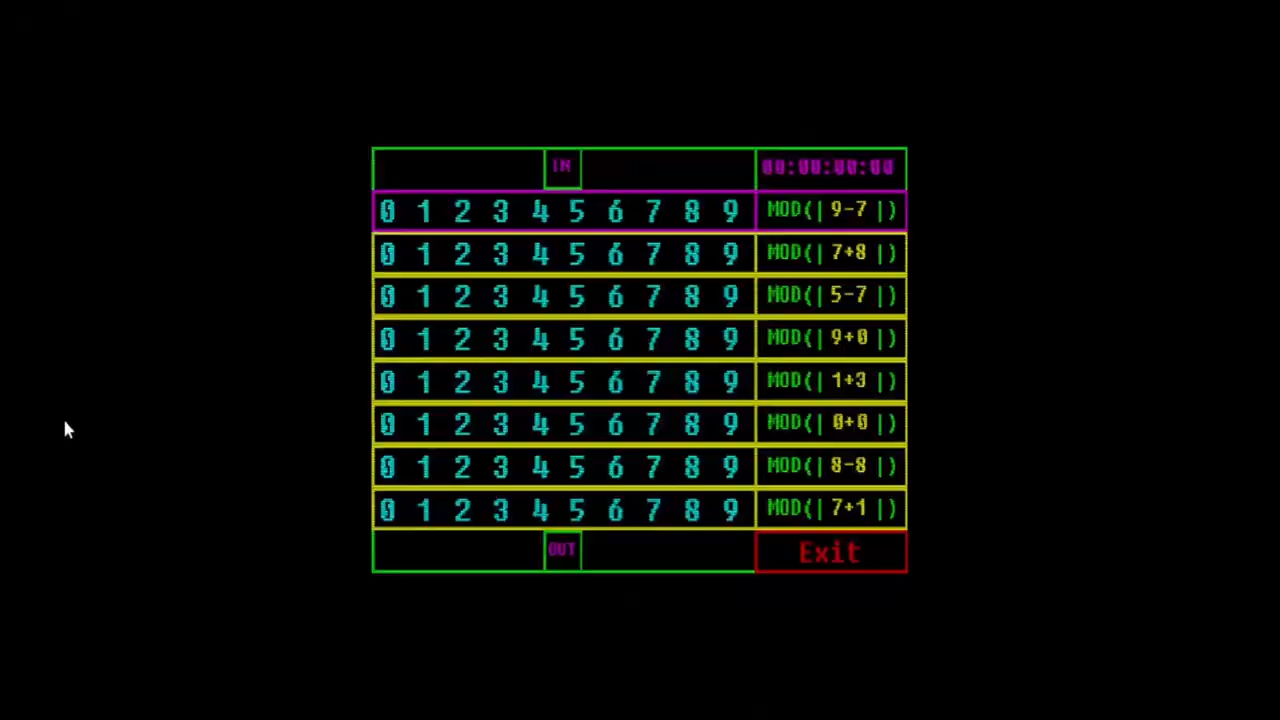 IN 00:00:00:00
0 1 2 3 4 5 6 7 8 9 MOD(| 9-7 |)
0 1 2 3 4 5 6 7 8 9 MOD(| 7+8 |)
0 1 2 3 4 5 6 7 8 9 MOD(| 5-7 |)
0 1 2 3 4 5 6 7 8 9 MOD(| 9+0 |)
0 1 2 3 4 5 6 7 8 9 MOD(| 1+3 |)
0 1 2 3 4 5 6 7 8 9 MOD(| 0+0 |)
0 1 2 3 4 5 6 7 8 9 MOD(| 8-8 |)
0 1 2 3 4 5 6 7 8 9 MOD(| 7+1 |)
OUT Exit